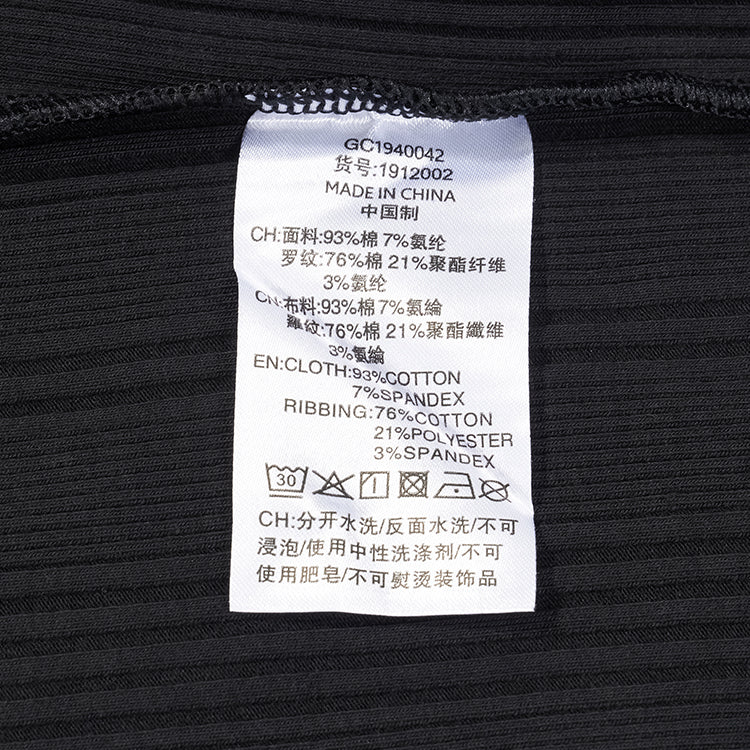 GC1940042
货号:1912002
MADE IN CHINA
中国制
CH:面料:93%棉 7%氨纶
罗纹:76%棉 21%聚酯纤维
3%氨纶
CN:布料:93%棉 7%氨綸
羅紋:76%棉 21%聚酯纖維
3%氨綸
EN:CLOTH:93%COTTON
7%SPANDEX
RIBBING:76%COTTON
21%POLYESTER
3%SPANDEX
30
CH:分开水洗/反面水洗/不可
浸泡/使用中性洗涤剂/不可
使用肥皂/不可熨烫装饰品